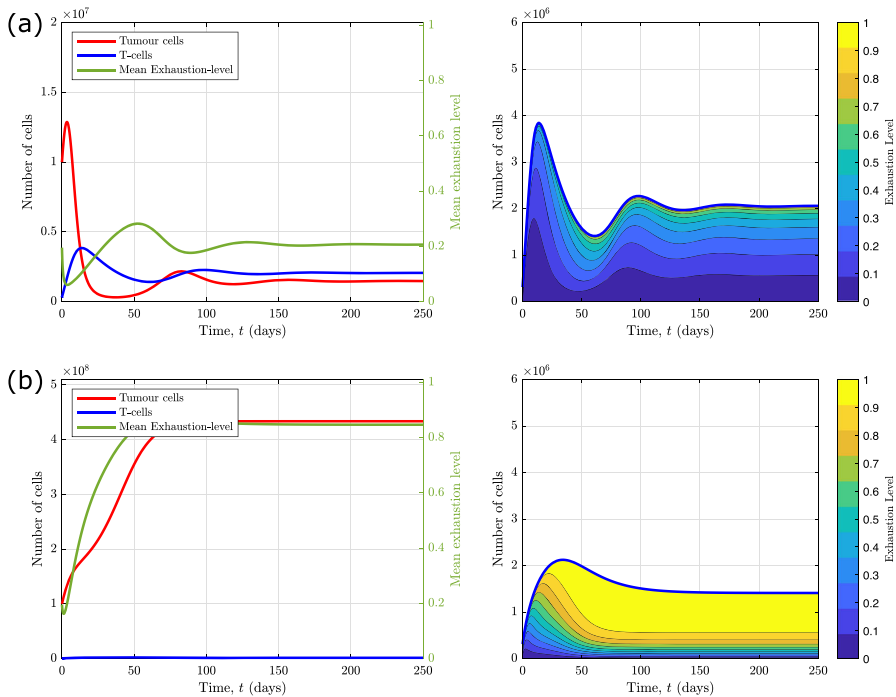 (a)
×10⁷
2
1.5
1
0.5
0
Number of cells
Tumour cells
T-cells
Mean Exhaustion-level
1
0.8
0.6
0.4
0.2
0
Mean exhaustion level
0 50 100 150 200 250
Time, t (days)
×10⁶
6
5
4
3
2
1
0
Number of cells
0 50 100 150 200 250
Time, t (days)
1
0.9
0.8
0.7
0.6
0.5
0.4
0.3
0.2
0.1
0
Exhaustion Level
(b)
×10⁸
5
4
3
2
1
0
Number of cells
Tumour cells
T-cells
Mean Exhaustion-level
1
0.8
0.6
0.4
0.2
0
Mean exhaustion level
0 50 100 150 200 250
Time, t (days)
×10⁶
6
5
4
3
2
1
0
Number of cells
0 50 100 150 200 250
Time, t (days)
1
0.9
0.8
0.7
0.6
0.5
0.4
0.3
0.2
0.1
0
Exhaustion Level